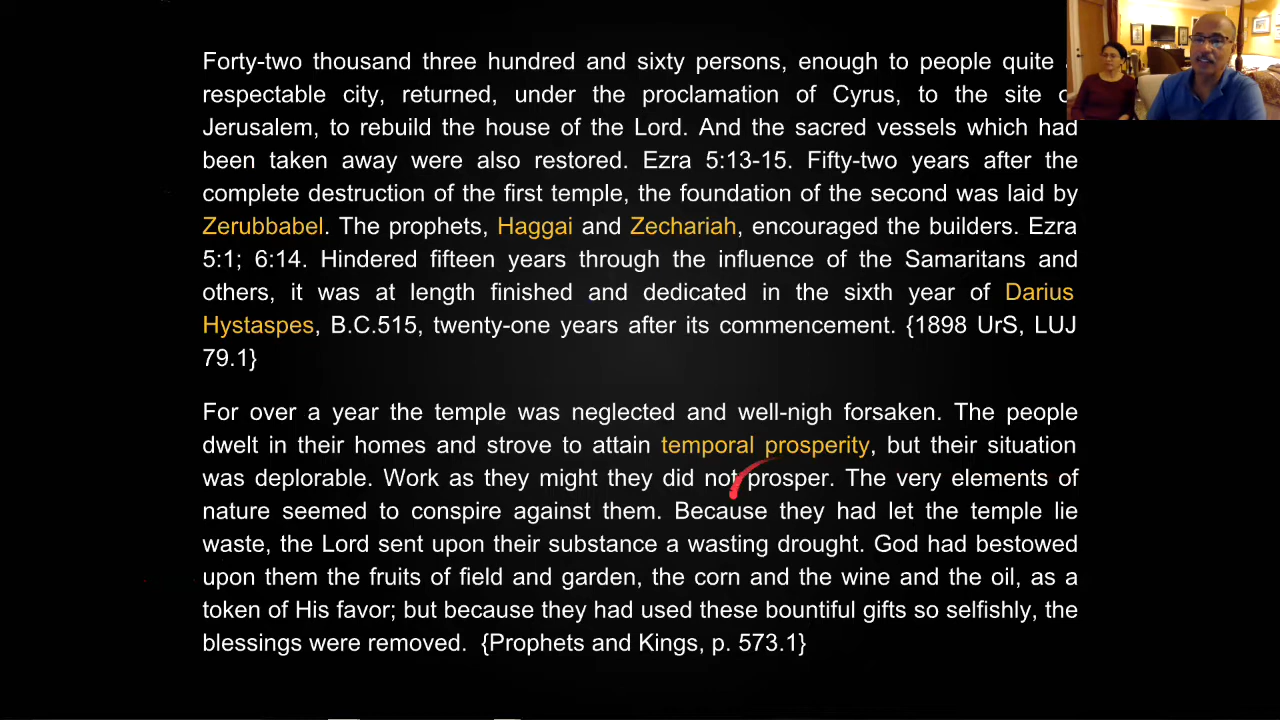 Forty-two thousand three hundred and sixty persons, enough to people quite
respectable city, returned, under the proclamation of Cyrus, to the site
Jerusalem, to rebuild the house of the Lord. And the sacred vessels which had
been taken away were also restored. Ezra 5:13-15. Fifty-two years after the
complete destruction of the first temple, the foundation of the second was laid by
Zerubbabel. The prophets, Haggai and Zechariah, encouraged the builders. Ezra
5:1; 6:14. Hindered fifteen years through the influence of the Samaritans and
others, it was at length finished and dedicated in the sixth year of Darius
Hystaspes, B.C.515, twenty-one years after its commencement. {1898 UrS, LUJ
79.1}
For over a year the temple was neglected and well-nigh forsaken. The people
dwelt in their homes and strove to attain temporal prosperity, but their situation
was deplorable. Work as they might they did not prosper. The very elements of
nature seemed to conspire against them. Because they had let the temple lie
waste, the Lord sent upon their substance a wasting drought. God had bestowed
upon them the fruits of field and garden, the corn and the wine and the oil, as a
token of His favor; but because they had used these bountiful gifts so selfishly, the
blessings were removed. {Prophets and Kings, p. 573.1}